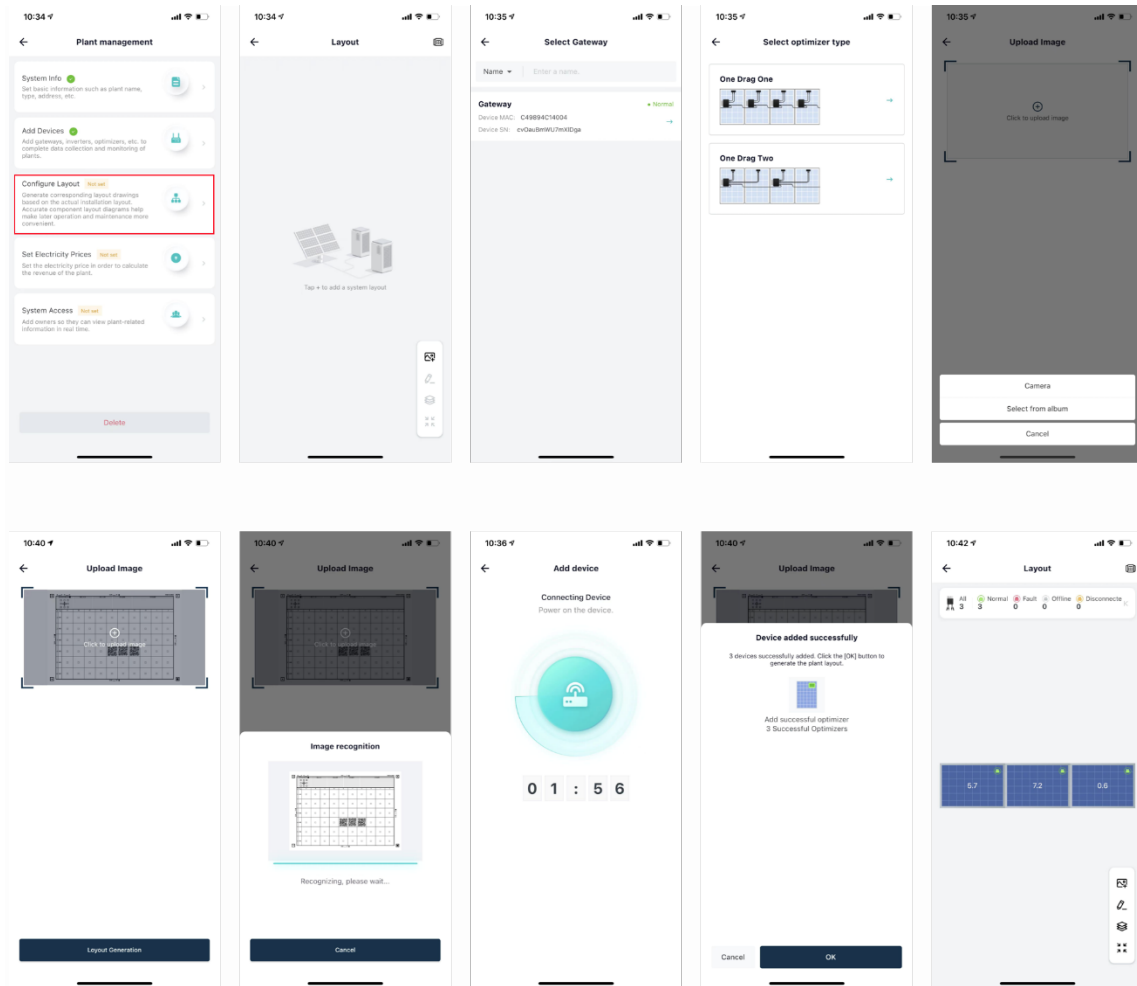 10:34
Plant management
System Info
Set basic information such as plant name,
type, address, etc.
Add Devices
Add gateways, inverters, optimizers, etc. to
complete data collection and monitoring of
plants.
Configure Layout Not set
Generate corresponding layout drawings
based on the actual installation layout.
Accurate component layout diagrams help
make later operation and maintenance more
convenient.
Set Electricity Prices Not set
Set the electricity price in order to calculate
the revenue of the plant.
System Access Not set
Add owners so they can view plant-related
information in real time.
Delete
10:34
Layout
Tap + to add a system layout
10:35
Select Gateway
Name Enter a name.
Gateway Normal
Device MAC: C49894C14004
Device SN:
10:35
Select optimizer type
One Drag One
One Drag Two
10:35
Upload Image
Click to upload image
Camera
Select from album
Cancel
10:40
Upload Image
Click to upload image
Layout Generation
10:40
Upload Image
Click to upload image
Image recognition
Recognizing, please wait...
Cancel
10:36
Add device
Connecting Device
Power on the device.
01:56
10:40
Upload Image
Device added successfully
3 devices successfully added. Click the [OK] button to
generate the plant layout.
Add successful optimizer
3 Successful Optimizers
Cancel OK
10:42
Layout
All Normal Fault Offline Disconnecte
3 3 0 0 0
5.7 7.2 0.6